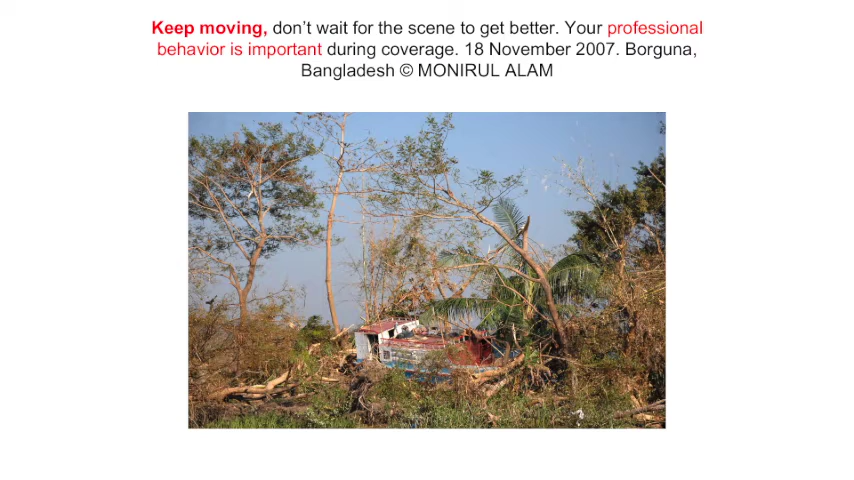 Keep moving, don’t wait for the scene to get better. Your professional
behavior is important during coverage. 18 November 2007. Borguna,
Bangladesh © MONIRUL ALAM